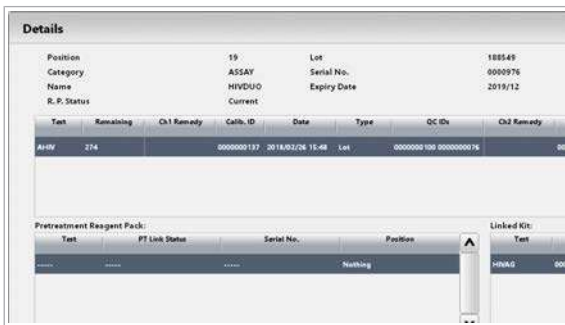 Details
Position 19 Lot 188549
Category ASSAY Serial No. 0000976
Name HIVDUO Expiry Date 2019/12
R. P. Status Current
Test Remaining Ch1 Remedy Calib. ID Date Type QC IDs Ch2 Remedy
AHIV 274 0000000137 2018/02/26 15:48 Lot 0000000100 0000000076 00
Pretreatment Reagent Pack: Linked Kit:
Test PT Link Status Serial No. Position Test
----- ----- ----- Nothing HIVAG 000